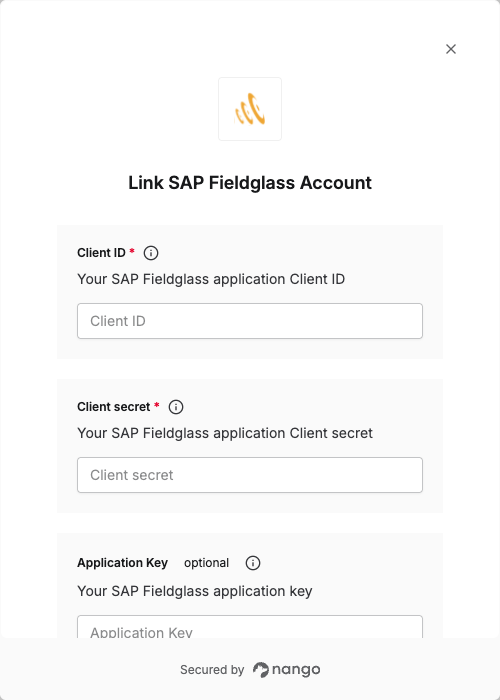 Link SAP Fieldglass Account
Client ID *
Your SAP Fieldglass application Client ID
Client ID
Client secret *
Your SAP Fieldglass application Client secret
Client secret
Application Key optional
Your SAP Fieldglass application key
Application Key
Secured by nango